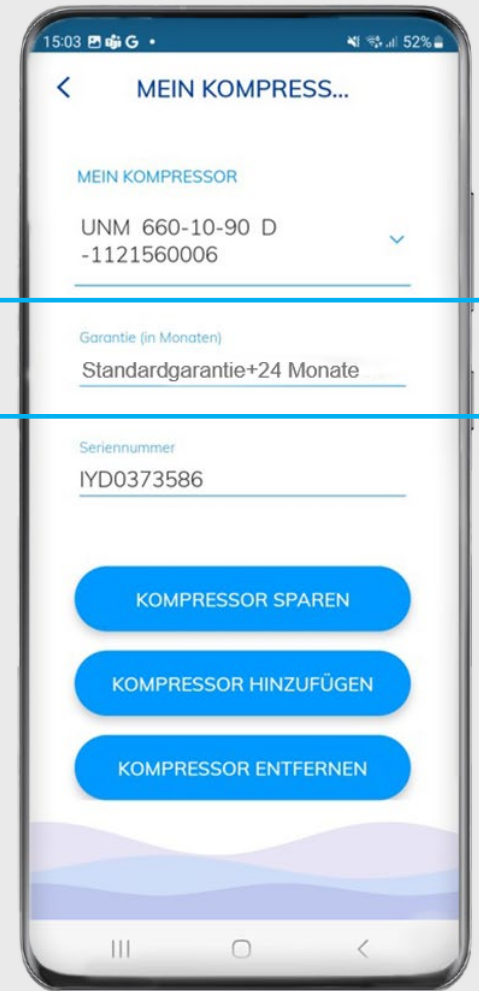 15:03 G •
52%
MEIN KOMPRESS...
MEIN KOMPRESSOR
UNM 660-10-90 D
-1121560006
Garantie (in Monaten)
Standardgarantie+24 Monate
Seriennummer
IYD0373586
KOMPRESSOR SPAREN
KOMPRESSOR HINZUFÜGEN
KOMPRESSOR ENTFERNEN